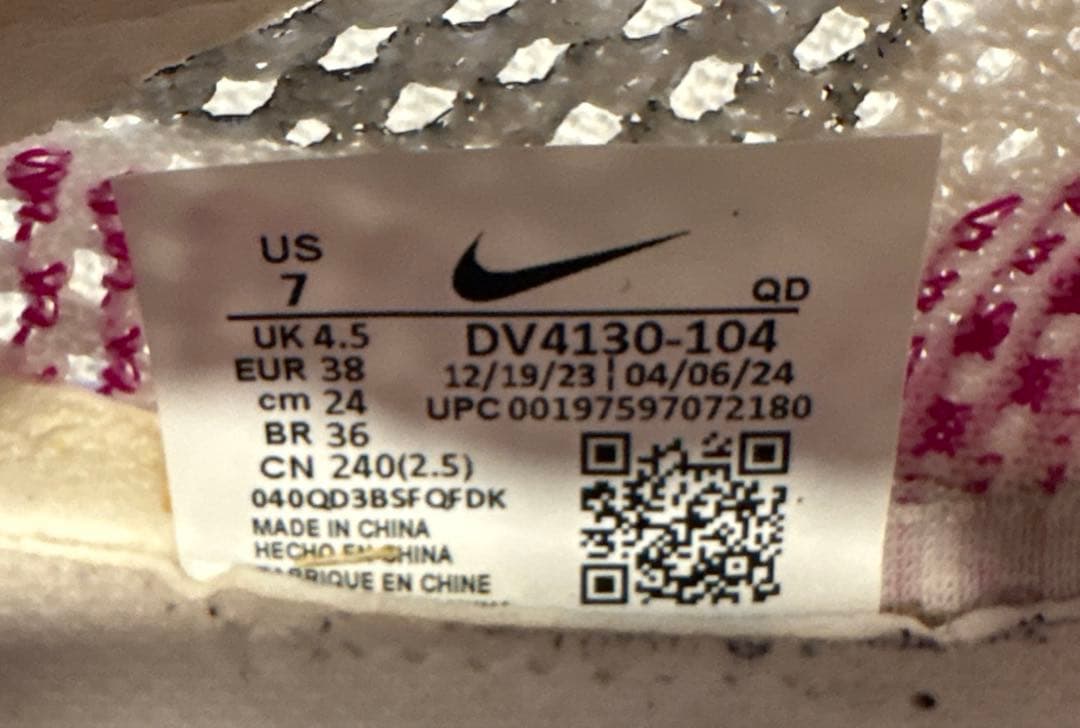 US
7
QD
UK 4.5
EUR 38
cm 24
BR 36
CN 240(2.5)
DV4130-104
12/19/23 | 04/06/24
UPC 00197597072180
040QD3BSFQFDK
MADE IN CHINA
HECHO EN CHINA
FABRIQUE EN CHINE